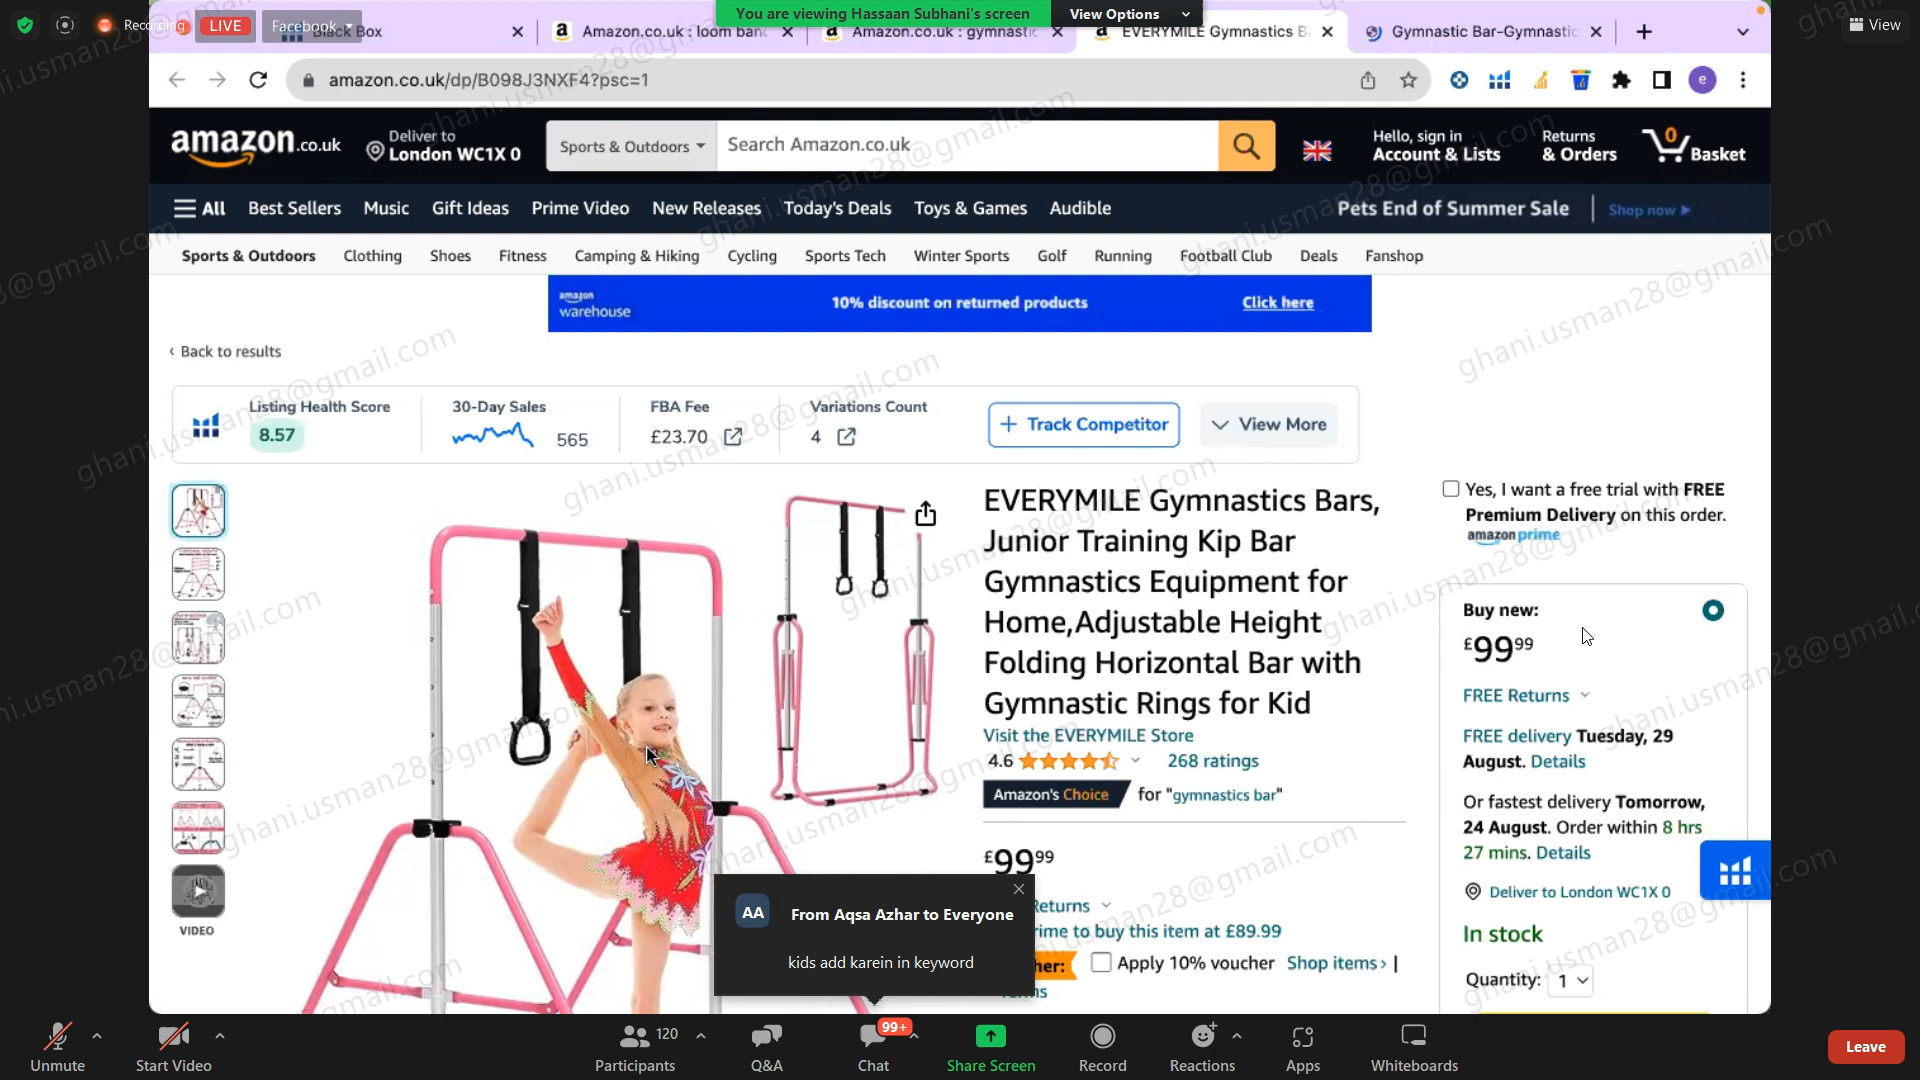 Recording
LIVE
Facebook
You are viewing Hassaan Subhani's screen
View Options
View
Black Box
Amazon.co.uk : loom ban
Amazon.co.uk : gymnastic
EVERYMILE Gymnastics B
Gymnastic Bar-Gymnastic
amazon.co.uk/dp/B098J3NXF4?psc=1
e
amazon.co.uk
Deliver to
London WC1X 0
Sports & Outdoors
Search Amazon.co.uk
Hello, sign in
Account & Lists
Returns
& Orders
0
Basket
All
Best Sellers
Music
Gift Ideas
Prime Video
New Releases
Today's Deals
Toys & Games
Audible
Pets End of Summer Sale
Shop now
Sports & Outdoors
Clothing
Shoes
Fitness
Camping & Hiking
Cycling
Sports Tech
Winter Sports
Golf
Running
Football Club
Deals
Fanshop
amazon
warehouse
10% discount on returned products
Click here
‹ Back to results
Listing Health Score
8.57
30-Day Sales
565
FBA Fee
£23.70
Variations Count
4
+ Track Competitor
View More
EVERYMILE Gymnastics Bars,
Junior Training Kip Bar
Gymnastics Equipment for
Home,Adjustable Height
Folding Horizontal Bar with
Gymnastic Rings for Kid
Visit the EVERYMILE Store
4.6
268 ratings
Amazon's Choice
for "gymnastics bar"
£99.99
Returns
rime to buy this item at £89.99
her:
Apply 10% voucher
Shop items ›
|
Terms
VIDEO
Yes, I want a free trial with FREE
Premium Delivery on this order.
amazon prime
Buy new:
£99.99
FREE Returns
FREE delivery Tuesday, 29
August. Details
Or fastest delivery Tomorrow,
24 August. Order within 8 hrs
27 mins. Details
Deliver to London WC1X 0
In stock
Quantity: 1
AA
From Aqsa Azhar to Everyone
kids add karein in keyword
Unmute
Start Video
120
Participants
Q&A
99+
Chat
Share Screen
Record
Reactions
Apps
Whiteboards
Leave
ghani.usman28@gmail.com